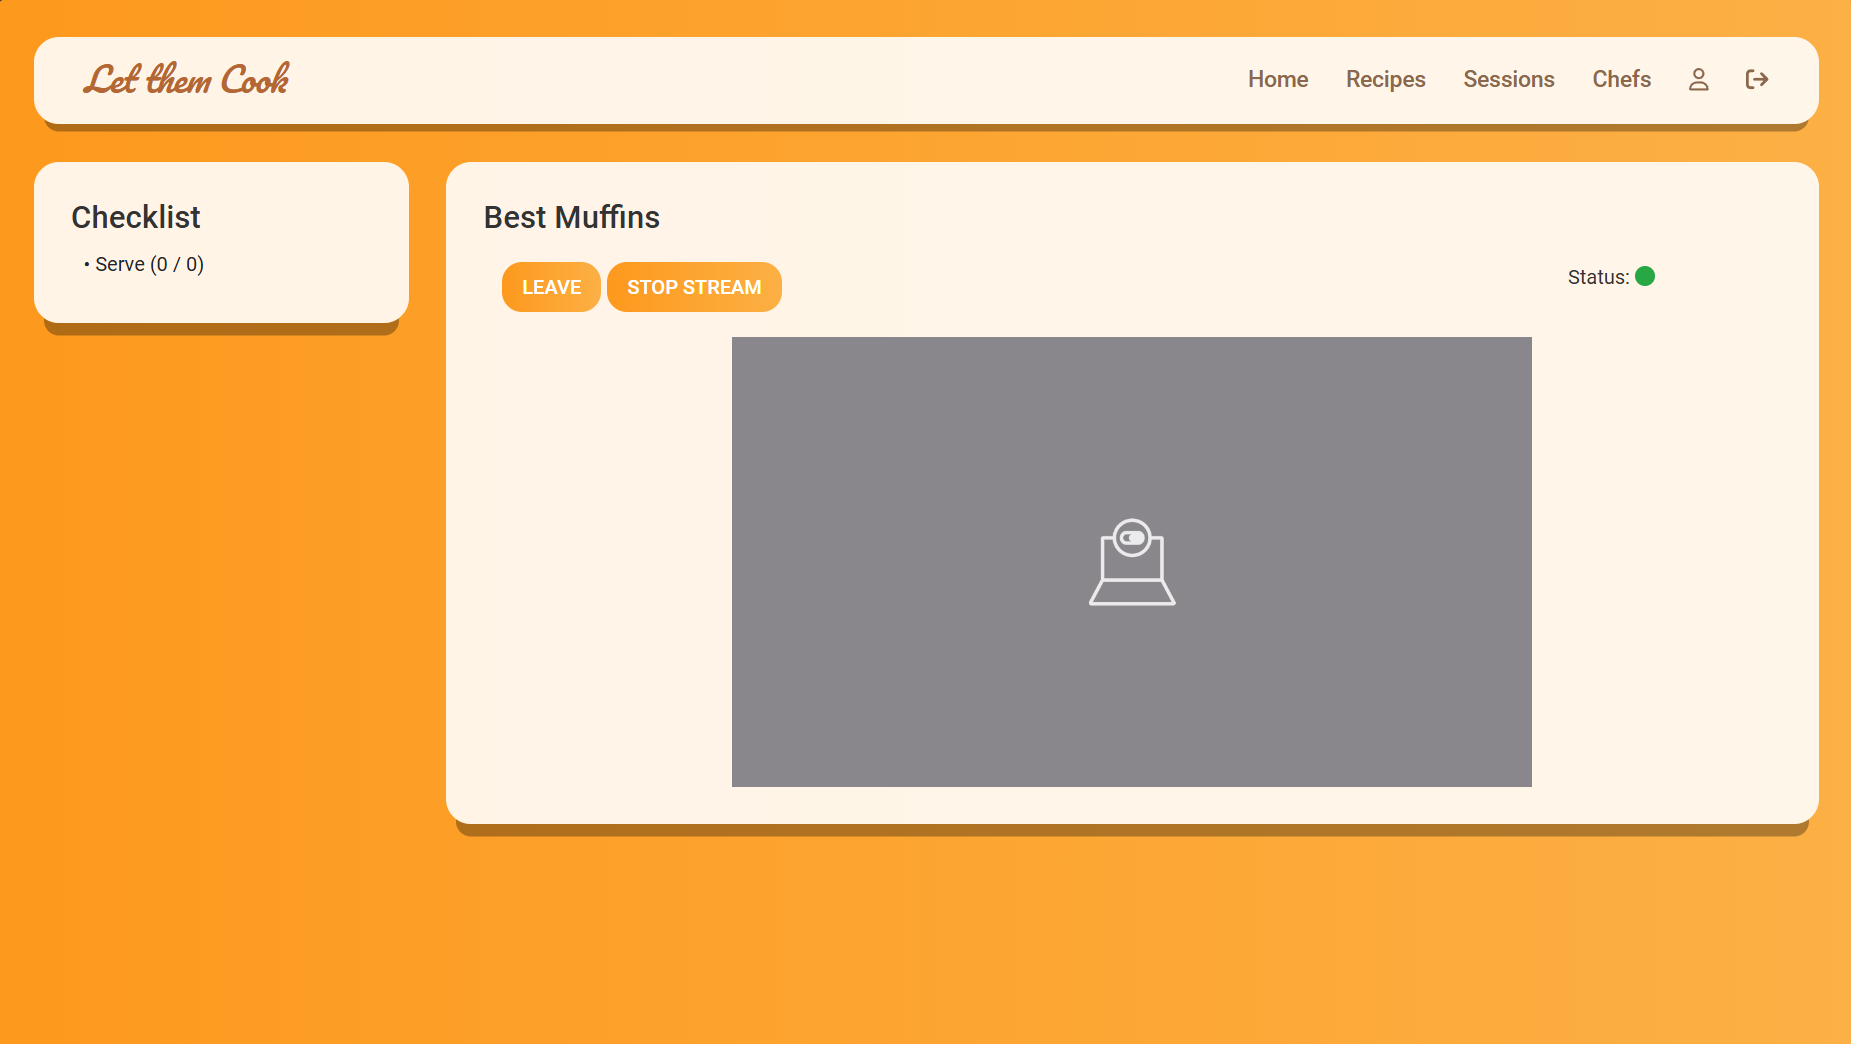 Let them Cook
Home Recipes Sessions Chefs
Checklist
• Serve (0 / 0)
Best Muffins
LEAVE STOP STREAM
Status: